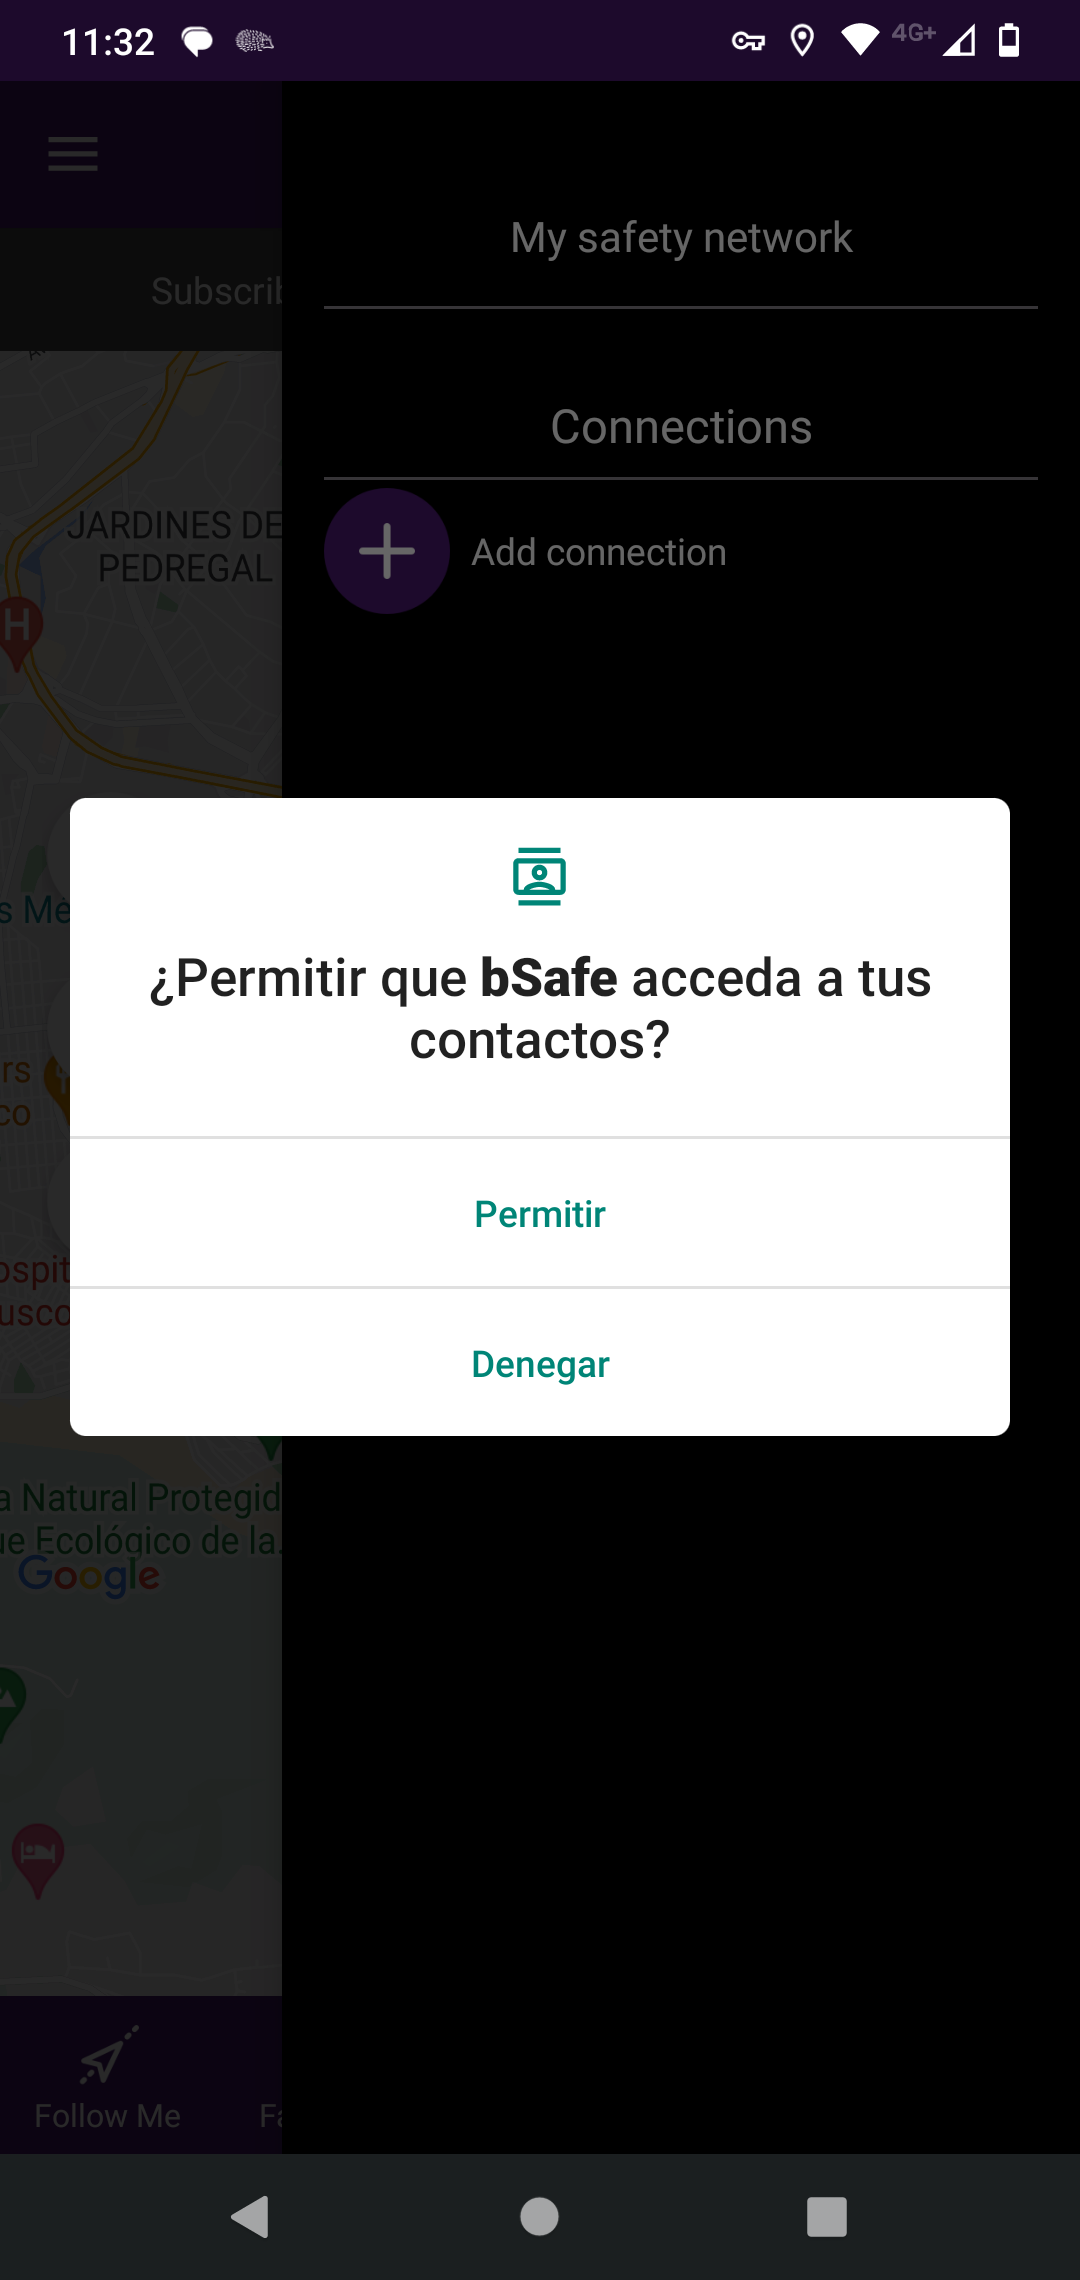 11:32
4G+
My safety network
Subscrib
Connections
JARDINES DE
PEDREGAL
H
Add connection
s Mé
¿Permitir que bSafe acceda a tus
contactos?
rs
co
Permitir
ospit
usco
Denegar
a Natural Protegid
ue Ecológico de la.
Google
Follow Me
Fa